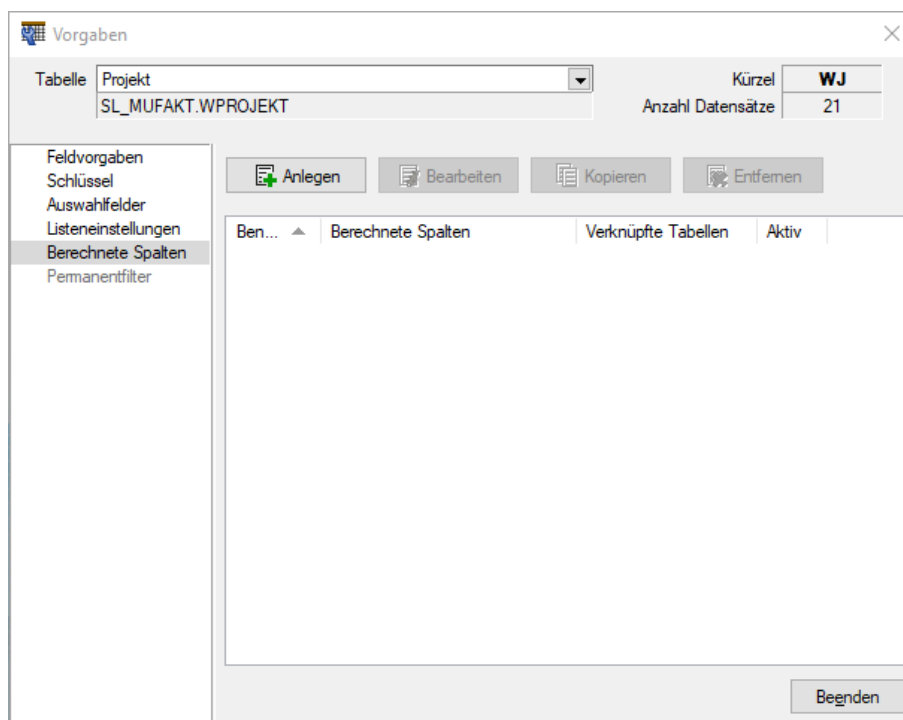 Vorgaben
Tabelle Projekt Kürzel WJ
SL_MUFAKT.WPROJEKT Anzahl Datensätze 21
Feldvorgaben
Schlüssel
Auswahlfelder
Listeneinstellungen
Berechnete Spalten
Permanentfilter
Anlegen Bearbeiten Kopieren Entfernen
Ben... Berechnete Spalten Verknüpfte Tabellen Aktiv
Beenden